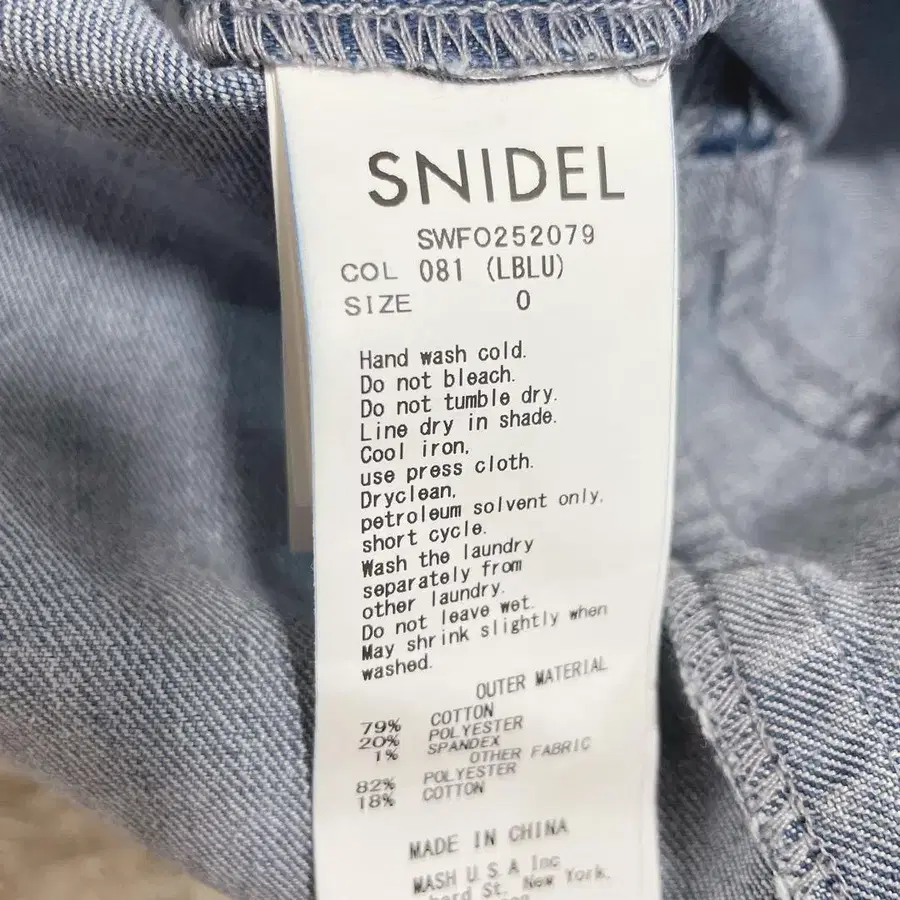 SNIDEL
SWFO252079
COL 081 (LBLU)
SIZE 0
Hand wash cold.
Do not bleach.
Do not tumble dry.
Line dry in shade.
Cool iron,
use press cloth.
Dryclean,
petroleum solvent only,
short cycle.
Wash the laundry
separately from
other laundry.
Do not leave wet.
May shrink slightly when
washed.
OUTER MATERIAL
79% COTTON
20% POLYESTER
1% SPANDEX
OTHER FABRIC
82% POLYESTER
18% COTTON
MADE IN CHINA
MASH U S A Inc
St. New York.